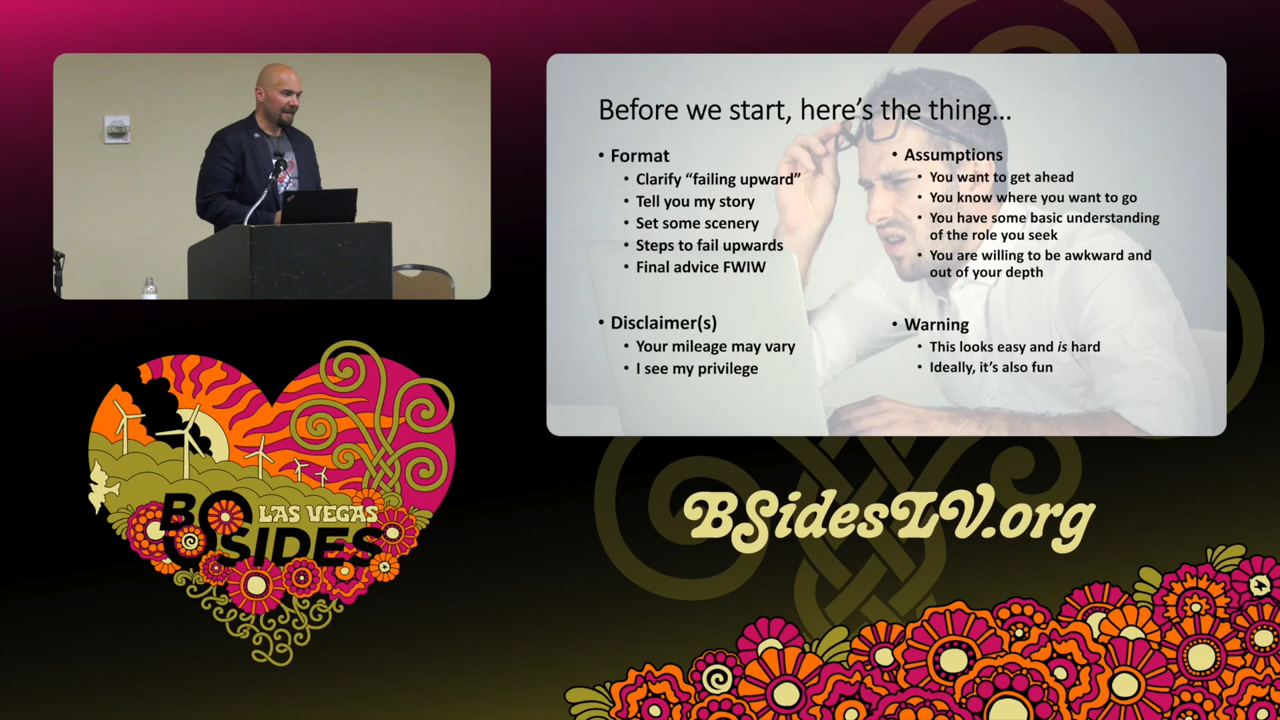 Before we start, here's the thing...
• Format
• Clarify "failing upward"
• Tell you my story
• Set some scenery
• Steps to fail upwards
• Final advice FWIW
• Disclaimer(s)
• Your mileage may vary
• I see my privilege
• Assumptions
• You want to get ahead
• You know where you want to go
• You have some basic understanding
of the role you seek
• You are willing to be awkward and
out of your depth
• Warning
• This looks easy and is hard
• Ideally, it's also fun
BSidesLV.org
LAS VEGAS
BSIDES